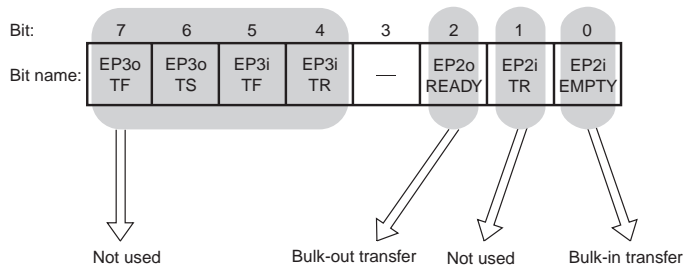 Bit: 7 6 5 4 3 2 1 0
Bit name: EP3o TF EP3o TS EP3i TF EP3i TR — EP2o READY EP2i TR EP2i EMPTY
Not used Bulk-out transfer Not used Bulk-in transfer